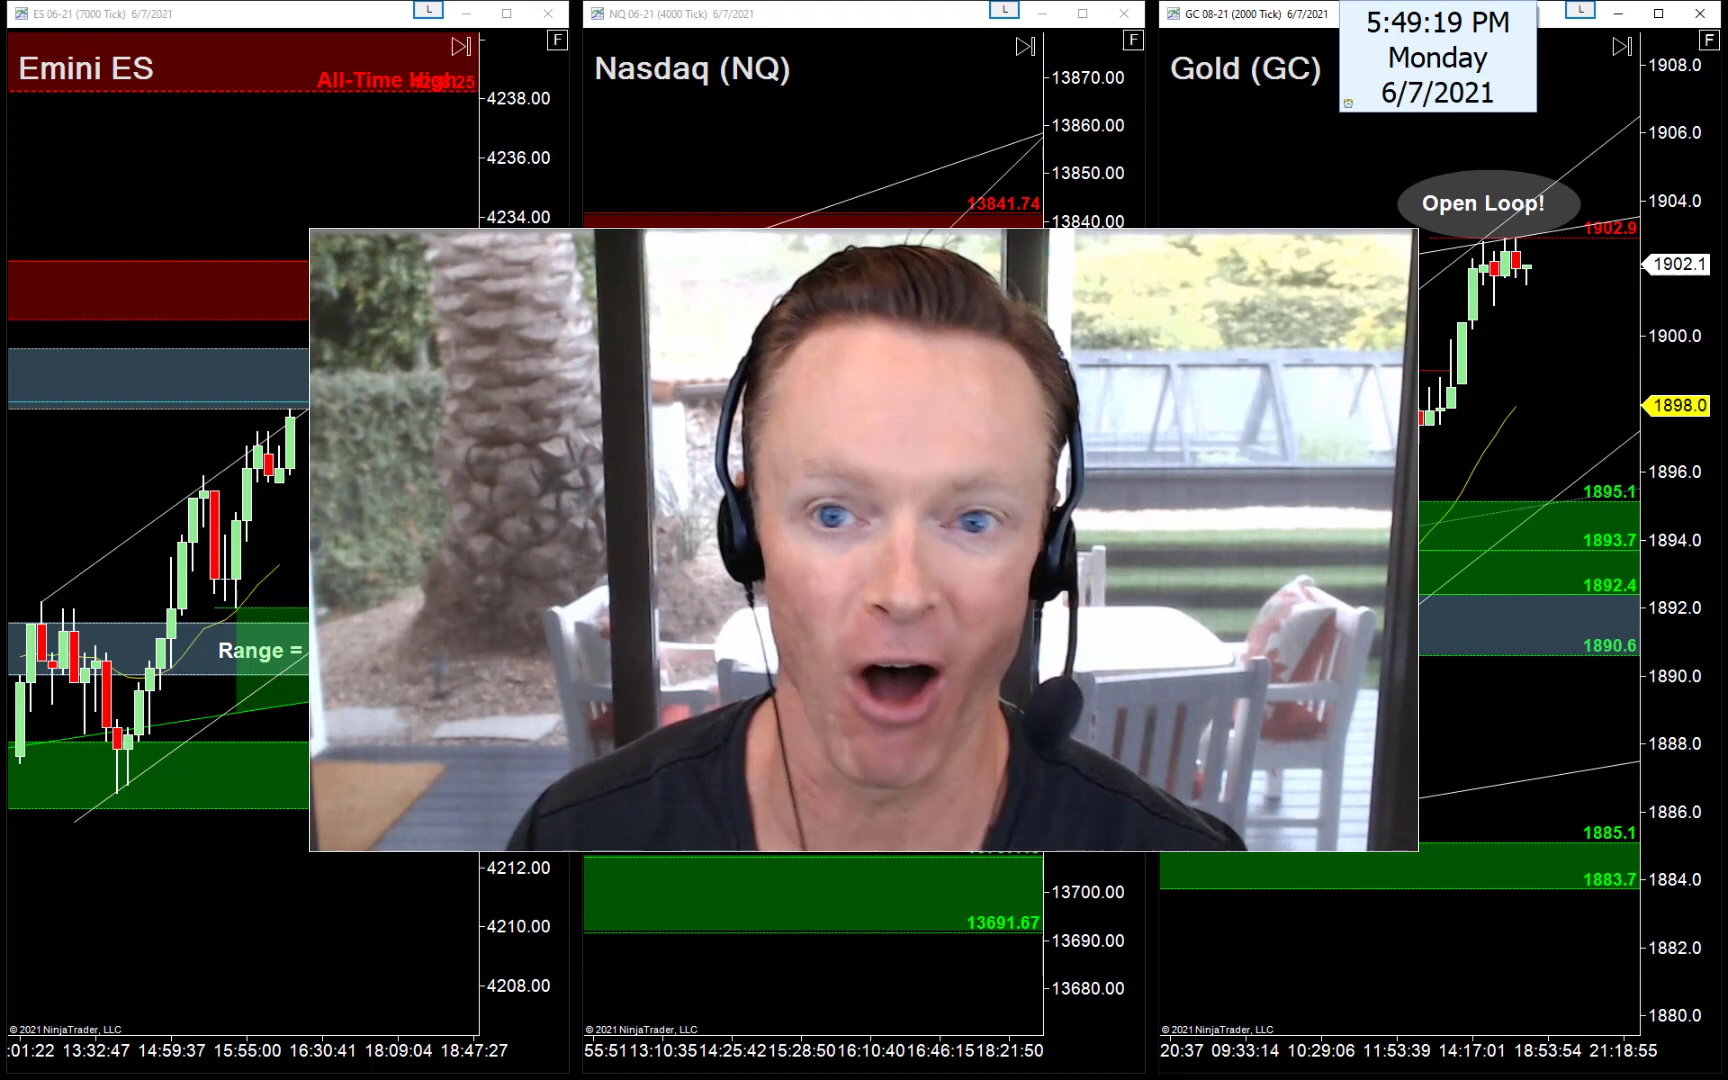 ES 06-21 (7000 Tick)  6/7/2021
L
F
Emini ES
All-Time High
4238.00
4236.00
4234.00
Range =
4212.00
4210.00
4208.00
© 2021 NinjaTrader, LLC
:01:22 13:32:47 14:59:37 15:55:00 16:30:41 18:09:04 18:47:27
NQ 06-21 (4000 Tick)  6/7/2021
L
F
Nasdaq (NQ)
13870.00
13860.00
13850.00
13841.74
13840.00
13700.00
13691.67
13690.00
13680.00
© 2021 NinjaTrader, LLC
55:51 13:10:35 14:25:42 15:28:50 16:10:40 16:46:15 18:21:50
GC 08-21 (2000 Tick)  6/7/2021
L
F
5:49:19 PM
Monday
6/7/2021
Gold (GC)
1908.0
1906.0
1904.0
Open Loop!
1902.9
1902.1
1900.0
1898.0
1896.0
1895.1
1894.0
1893.7
1892.4
1892.0
1890.6
1890.0
1888.0
1886.0
1885.1
1884.0
1883.7
1882.0
1880.0
© 2021 NinjaTrader, LLC
20:37 09:33:14 10:29:06 11:53:39 14:17:01 18:53:54 21:18:55